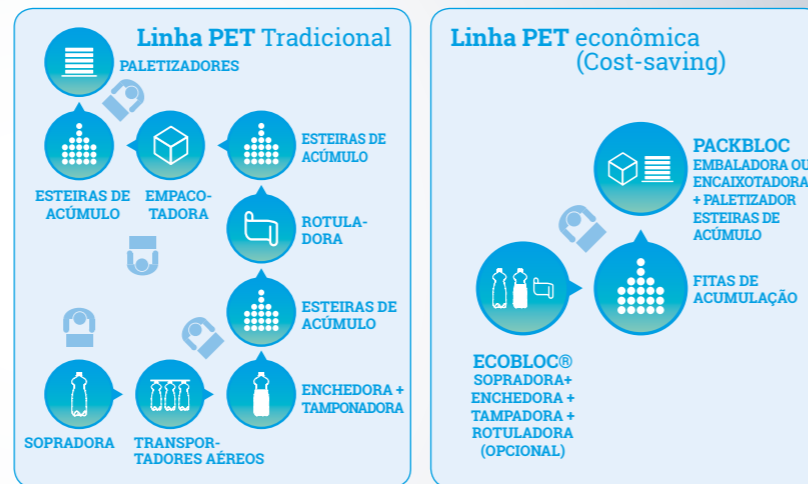 Linha PET Tradicional
PALETIZADORES
ESTEIRAS DE
ACÚMULO
EMPACO-
TADORA
ESTEIRAS DE
ACÚMULO
ROTULA-
DORA
ESTEIRAS DE
ACÚMULO
ENCHEDORA +
TAMPONADORA
SOPRADORA
TRANSPOR-
TADORES AÉREOS
Linha PET econômica
(Cost-saving)
PACKBLOC
EMBALADORA OU
ENCAIXOTADORA
+ PALETIZADOR
ESTEIRAS DE
ACÚMULO
FITAS DE
ACUMULAÇÃO
ECOBLOC®
SOPRADORA+
ENCHEDORA +
TAMPADORA +
ROTULADORA
(OPCIONAL)